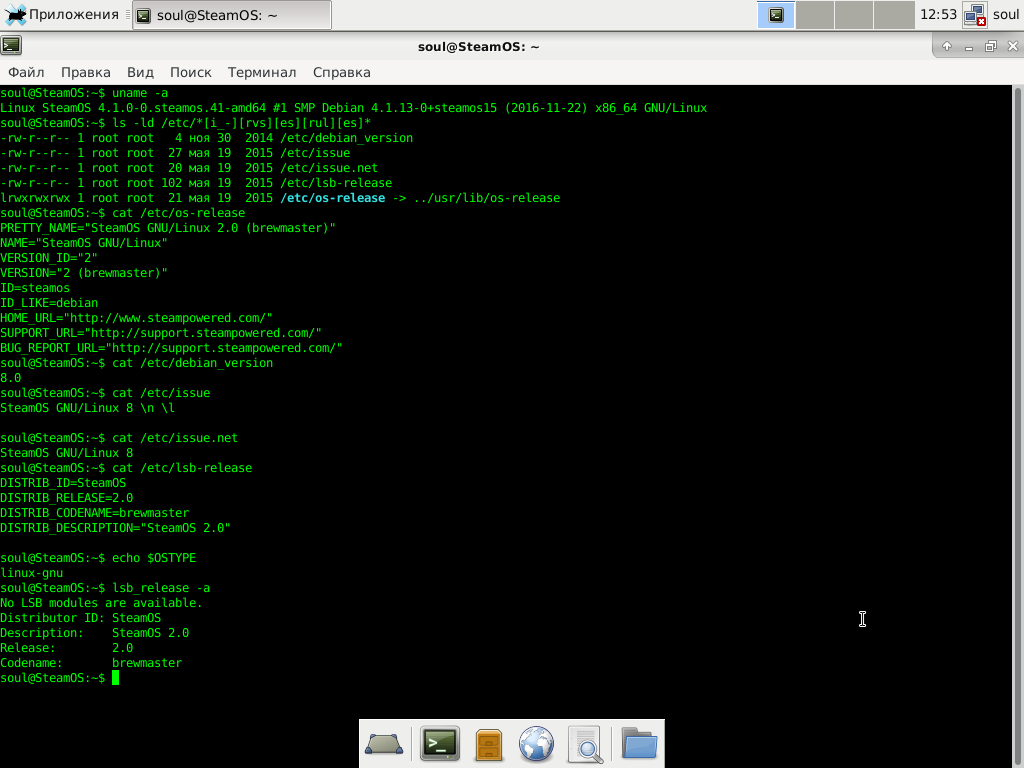 Приложения soul@SteamOS: ~ 12:53 soul
soul@SteamOS: ~
Файл Правка Вид Поиск Терминал Справка
soul@SteamOS:~$ uname -a
Linux SteamOS 4.1.0-0.steamos.41-amd64 #1 SMP Debian 4.1.13-0+steamos15 (2016-11-22) x86_64 GNU/Linux
soul@SteamOS:~$ ls -ld /etc/*[i_-][rvs][es][rul][es]*
-rw-r--r-- 1 root root   4 ноя 30  2014 /etc/debian_version
-rw-r--r-- 1 root root  27 мая 19  2015 /etc/issue
-rw-r--r-- 1 root root  20 мая 19  2015 /etc/issue.net
-rw-r--r-- 1 root root 102 мая 19  2015 /etc/lsb-release
lrwxrwxrwx 1 root root  21 мая 19  2015 /etc/os-release -> ../usr/lib/os-release
soul@SteamOS:~$ cat /etc/os-release
PRETTY_NAME="SteamOS GNU/Linux 2.0 (brewmaster)"
NAME="SteamOS GNU/Linux"
VERSION_ID="2"
VERSION="2 (brewmaster)"
ID=steamos
ID_LIKE=debian
HOME_URL="http://www.steampowered.com/"
SUPPORT_URL="http://support.steampowered.com/"
BUG_REPORT_URL="http://support.steampowered.com/"
soul@SteamOS:~$ cat /etc/debian_version
8.0
soul@SteamOS:~$ cat /etc/issue
SteamOS GNU/Linux 8 \n \l
soul@SteamOS:~$ cat /etc/issue.net
SteamOS GNU/Linux 8
soul@SteamOS:~$ cat /etc/lsb-release
DISTRIB_ID=SteamOS
DISTRIB_RELEASE=2.0
DISTRIB_CODENAME=brewmaster
DISTRIB_DESCRIPTION="SteamOS 2.0"
soul@SteamOS:~$ echo $OSTYPE
linux-gnu
soul@SteamOS:~$ lsb_release -a
No LSB modules are available.
Distributor ID: SteamOS
Description:    SteamOS 2.0
Release:        2.0
Codename:       brewmaster
soul@SteamOS:~$